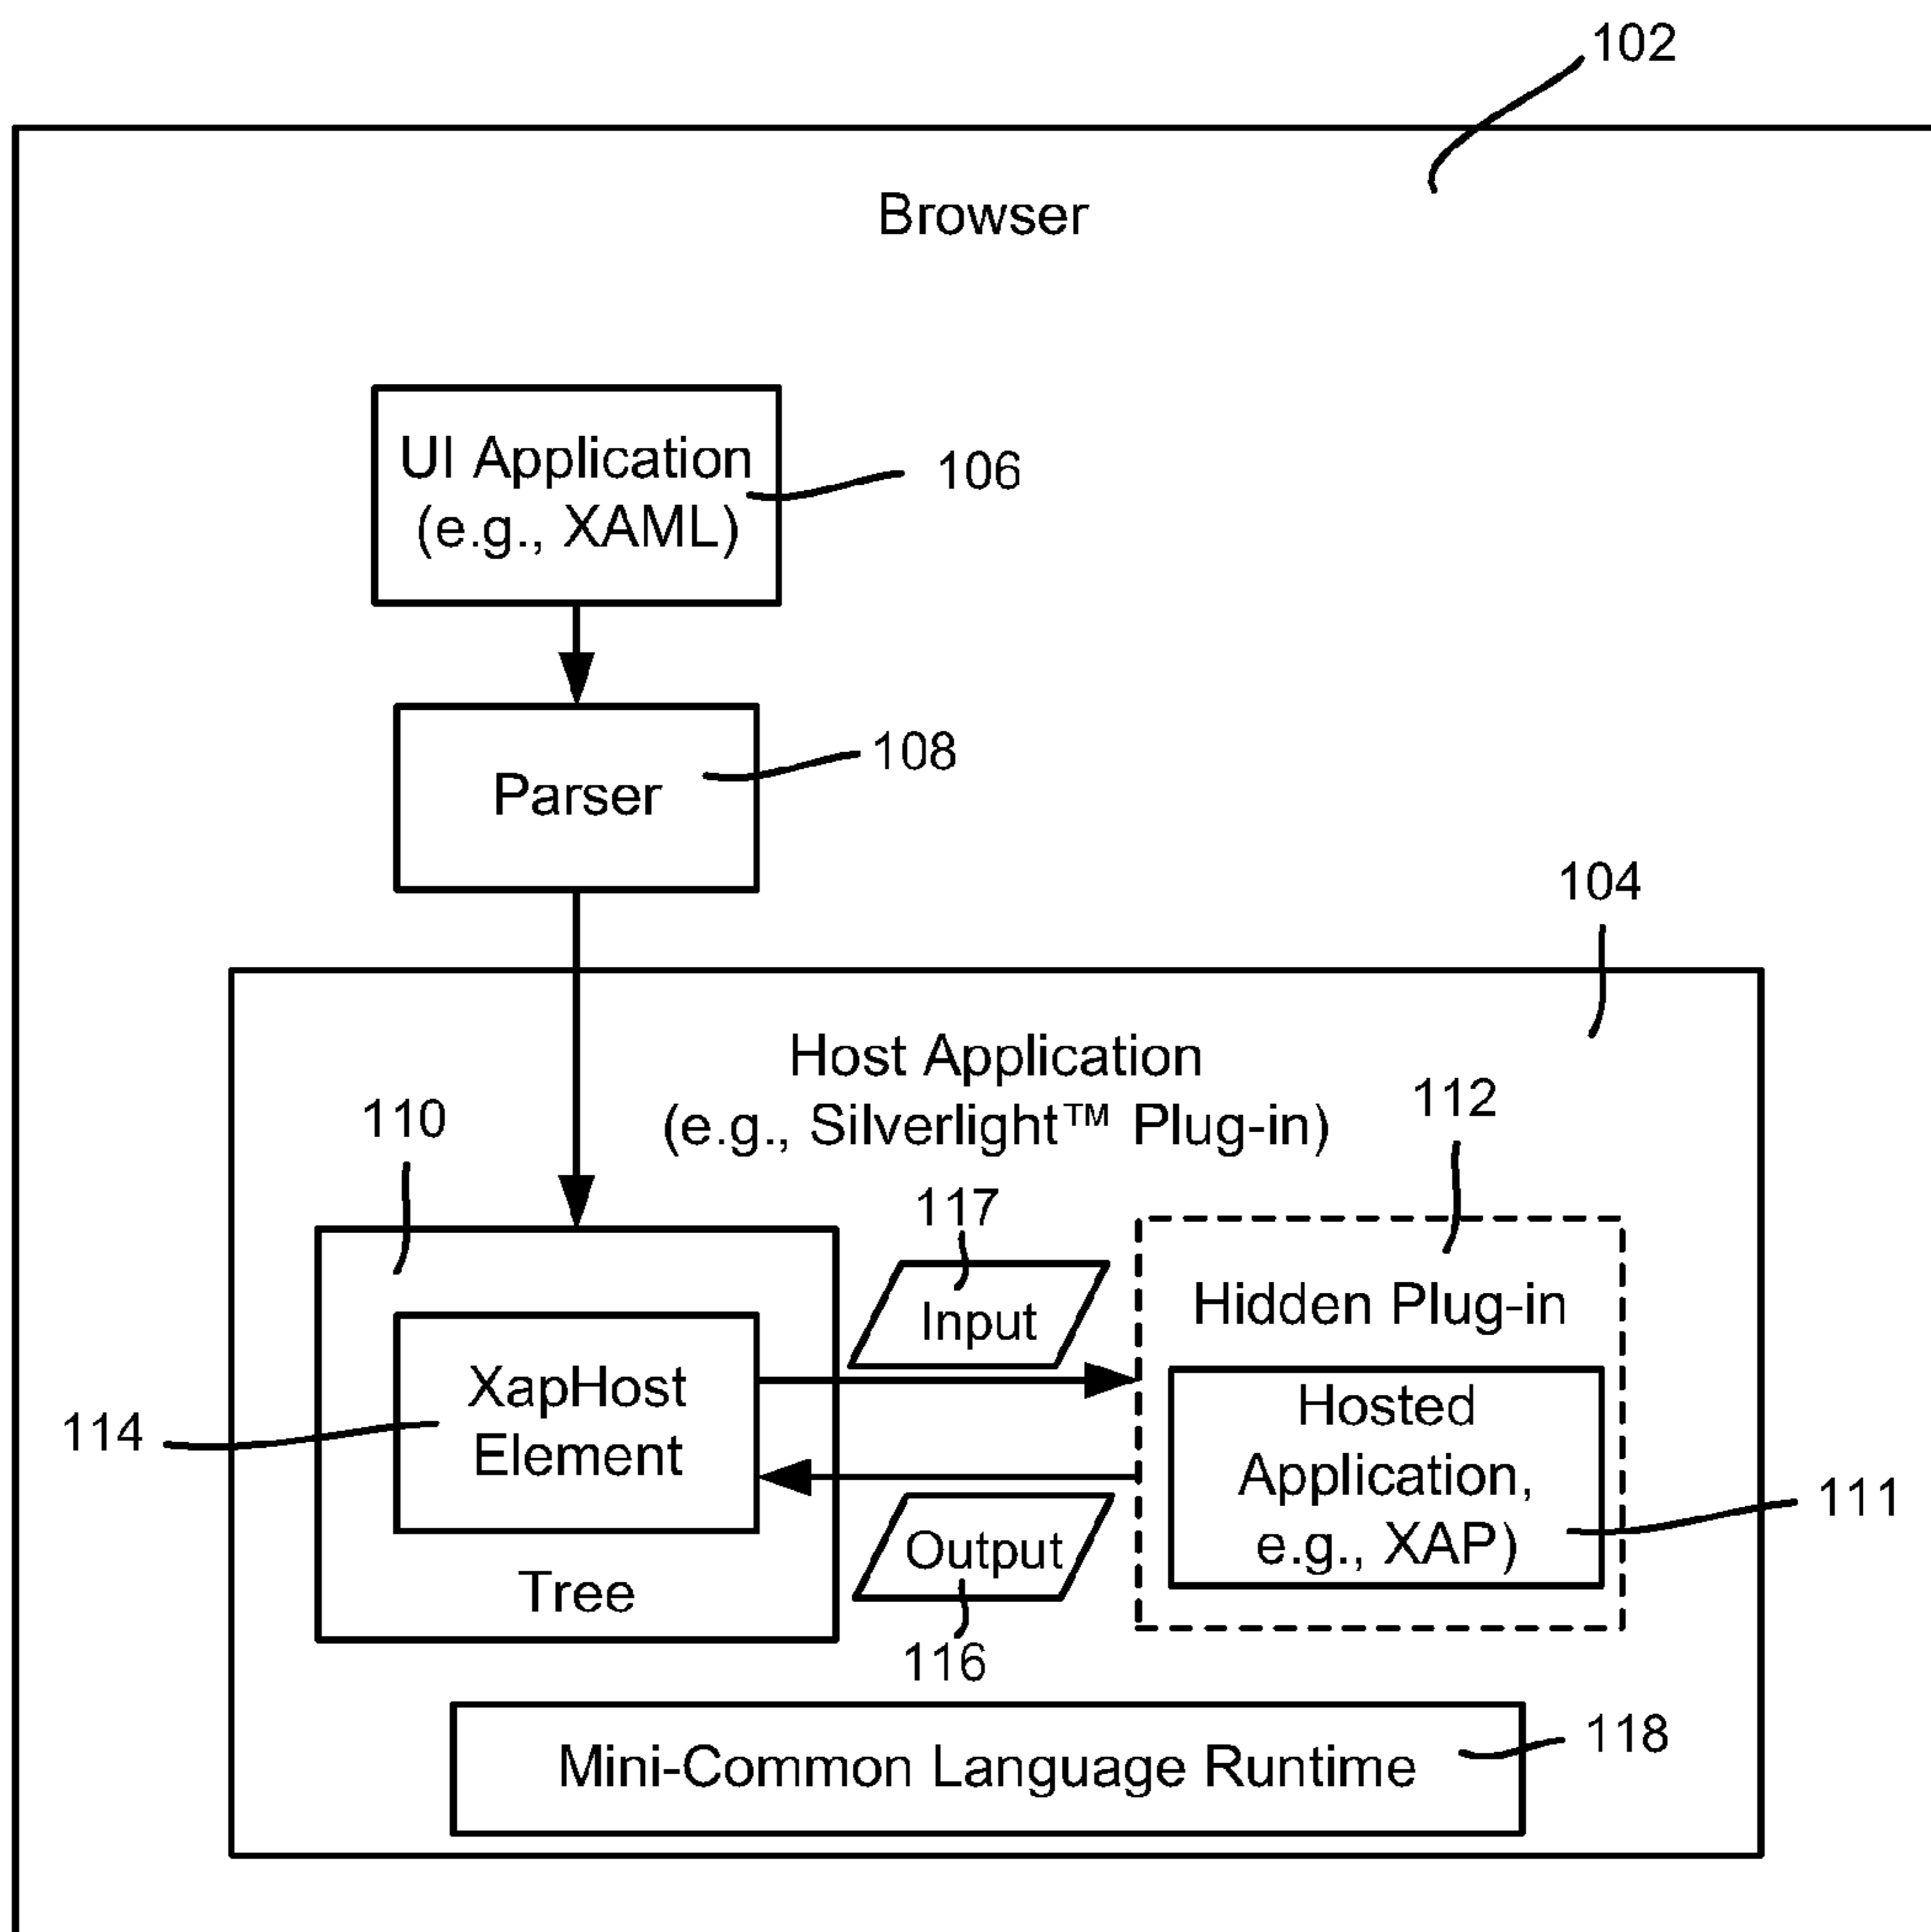 102
Browser
UI Application
(e.g., XAML)
106
Parser
108
104
Host Application
(e.g., Silverlight™ Plug-in)
110
112
117
Input
Hidden Plug-in
XapHost
Element
114
Hosted
Application,
e.g., XAP)
111
Output
Tree
116
Mini-Common Language Runtime
118